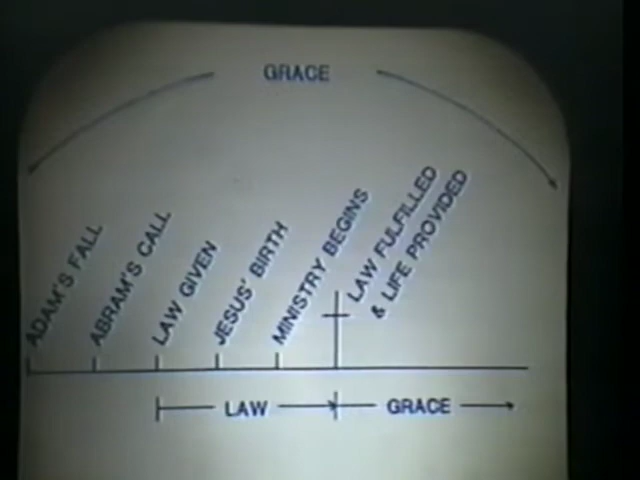 GRACE
ADAM'S FALL
ABRAM'S CALL
LAW GIVEN
JESUS' BIRTH
MINISTRY BEGINS
LAW FULFILLED
& LIFE PROVIDED
LAW
GRACE